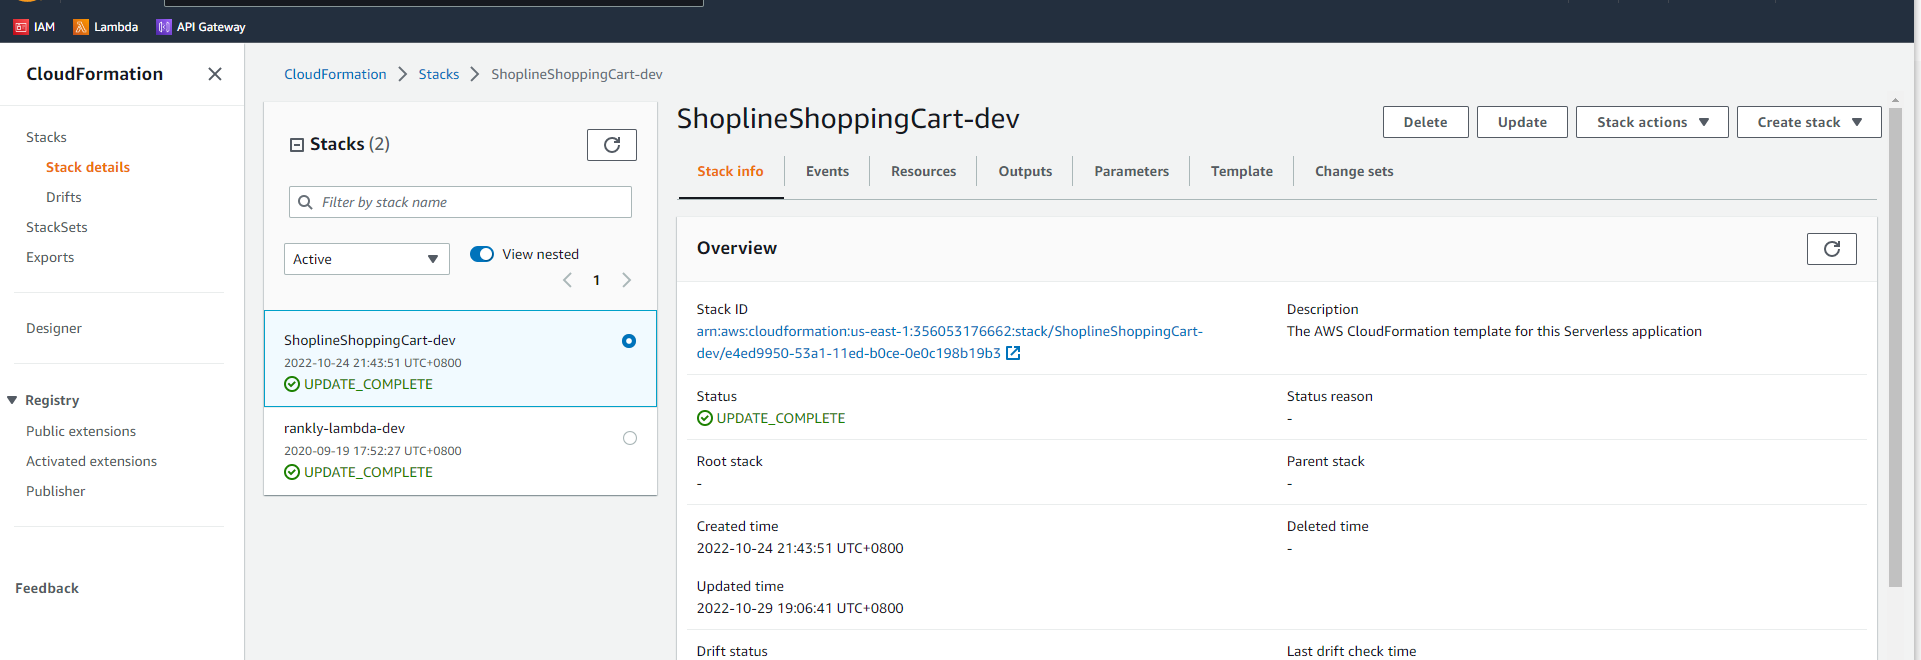 IAM Lambda API Gateway
CloudFormation
Stacks
Stack details
Drifts
StackSets
Exports
Designer
Registry
Public extensions
Activated extensions
Publisher
Feedback
CloudFormation Stacks ShoplineShoppingCart-dev
Stacks (2)
Filter by stack name
Active
View nested
1
ShoplineShoppingCart-dev
2022-10-24 21:43:51 UTC+0800
UPDATE_COMPLETE
rankly-lambda-dev
2020-09-19 17:52:27 UTC+0800
UPDATE_COMPLETE
ShoplineShoppingCart-dev
Delete Update Stack actions Create stack
Stack info Events Resources Outputs Parameters Template Change sets
Overview
Stack ID
arn:aws:cloudformation:us-east-1:356053176662:stack/ShoplineShoppingCart-
dev/e4ed9950-53a1-11ed-b0ce-0e0c198b19b3
Description
The AWS CloudFormation template for this Serverless application
Status
UPDATE_COMPLETE
Status reason
-
Root stack
-
Parent stack
-
Created time
2022-10-24 21:43:51 UTC+0800
Deleted time
-
Updated time
2022-10-29 19:06:41 UTC+0800
Drift status
Last drift check time